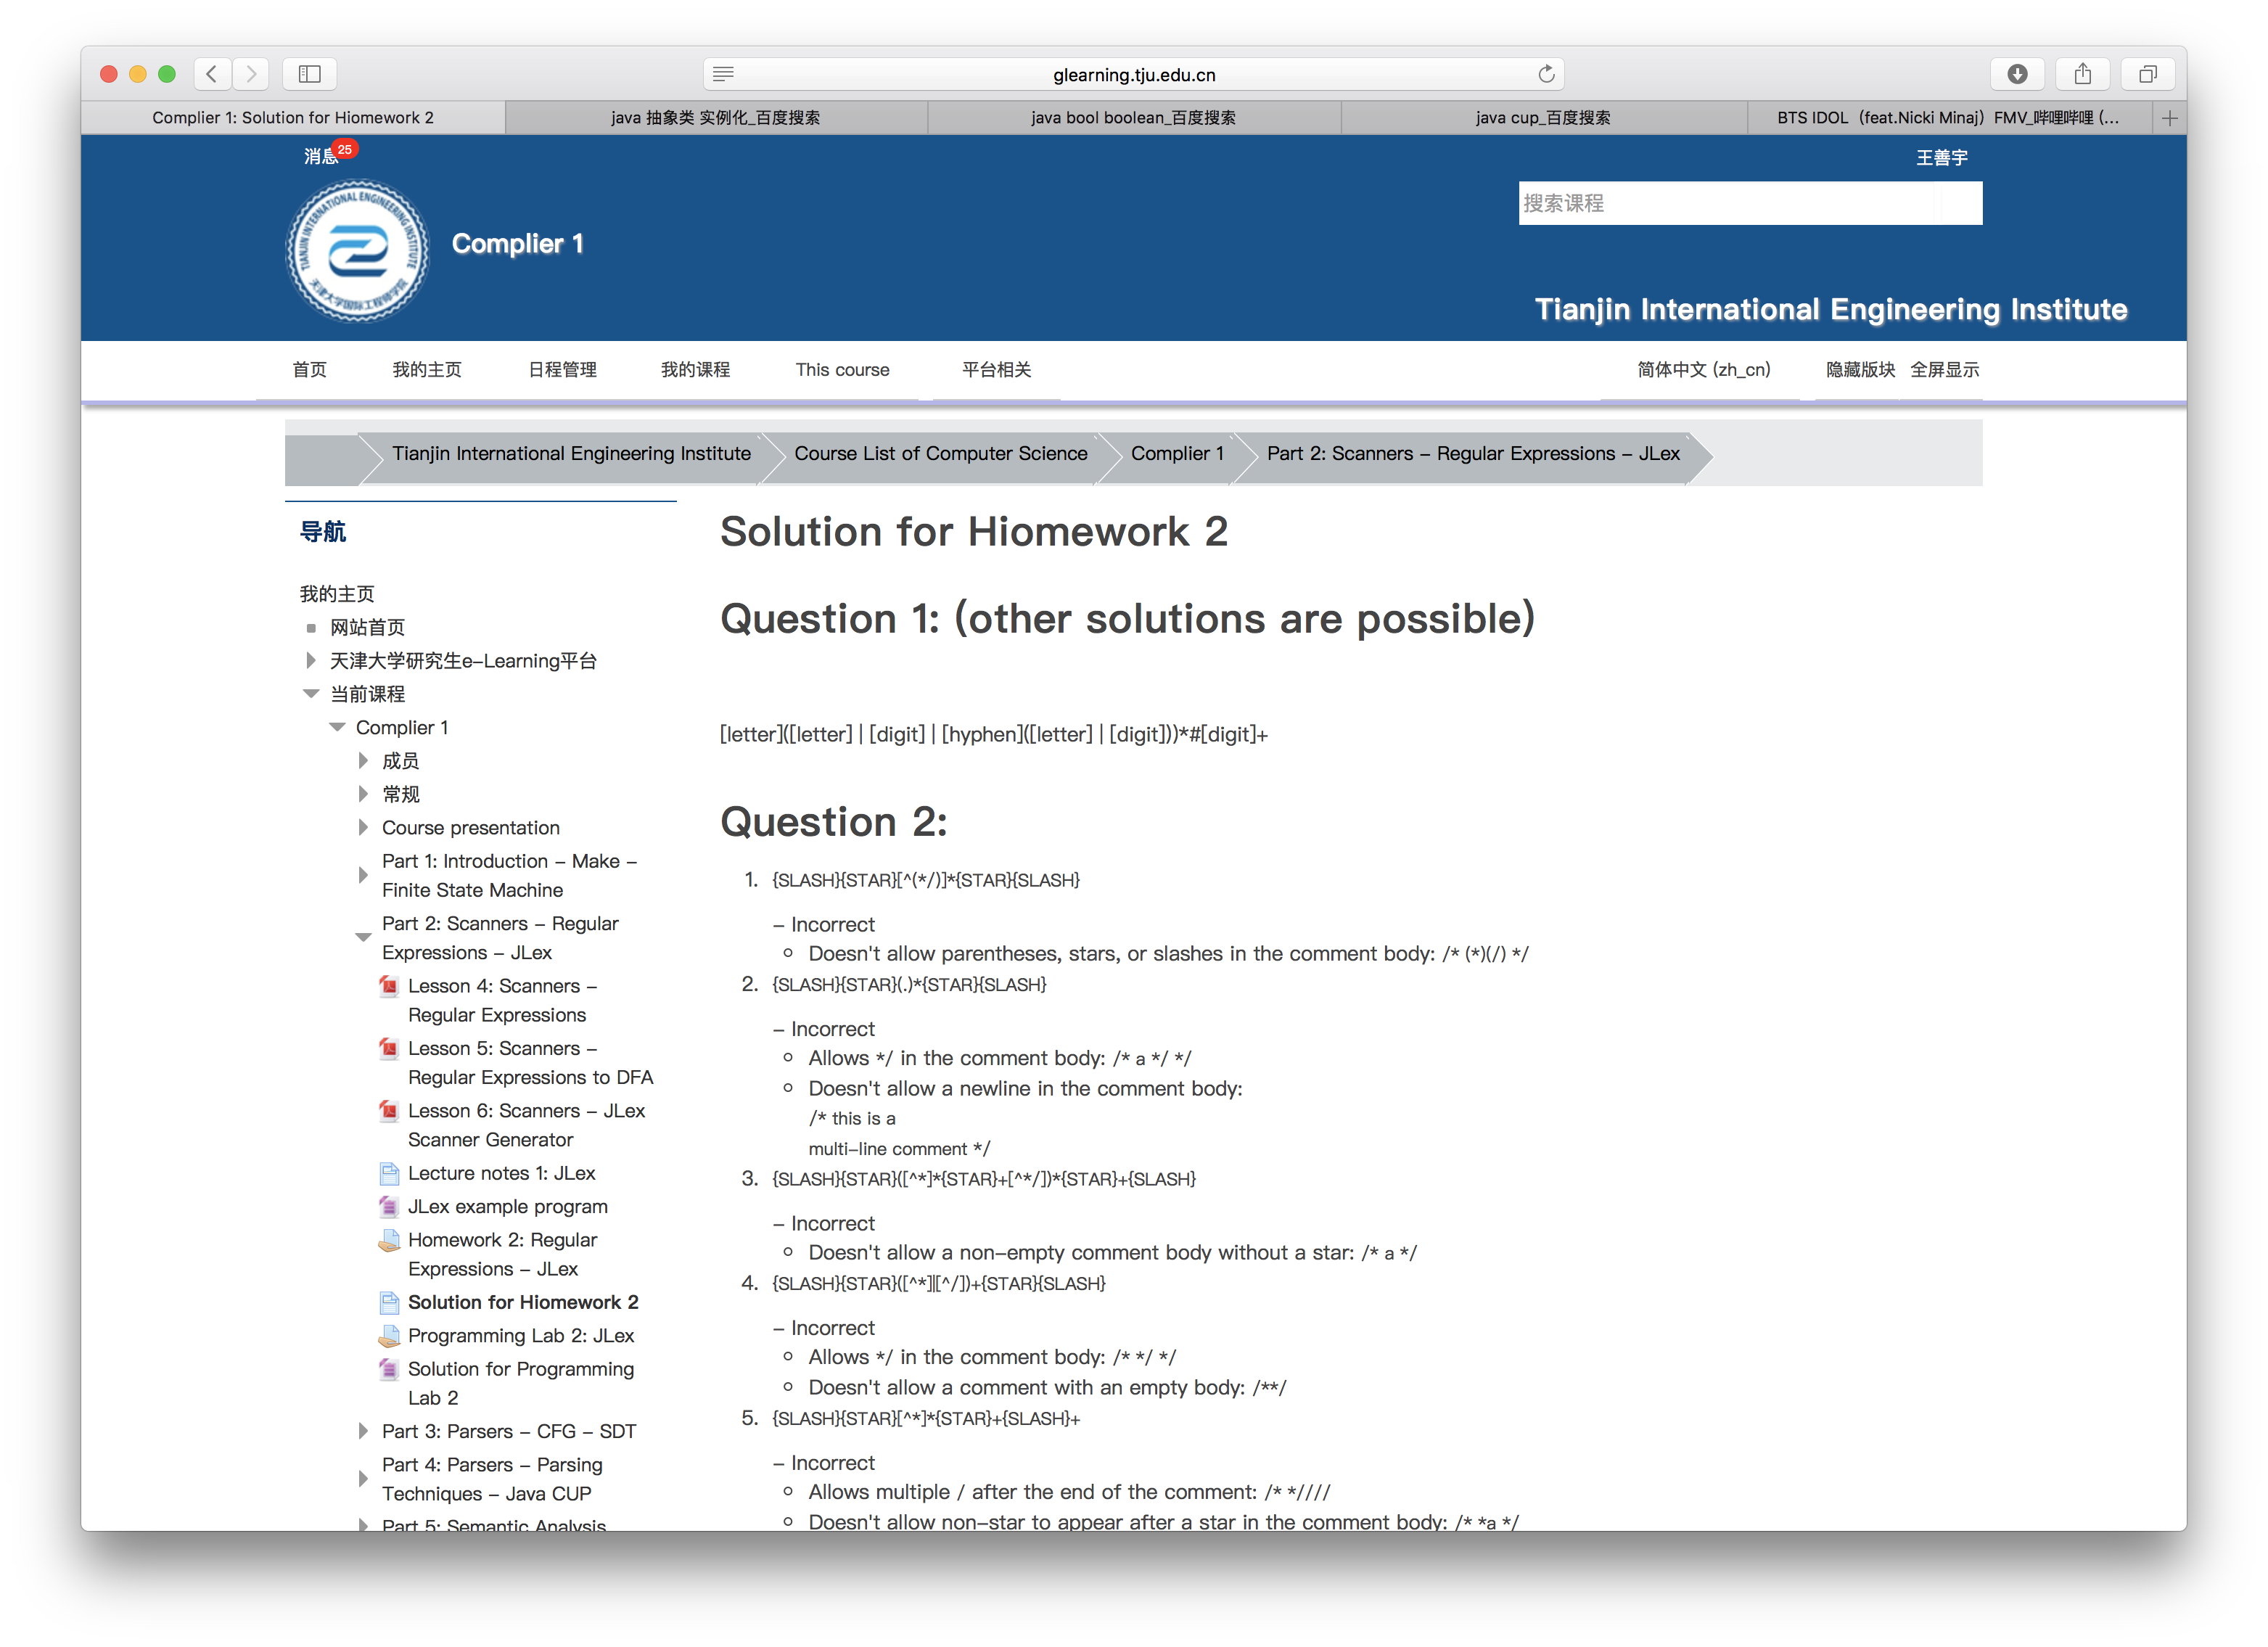 glearning.tju.edu.cn
Complier 1: Solution for Hiomework 2
java 抽象类 实例化_百度搜索
java bool boolean_百度搜索
java cup_百度搜索
BTS IDOL（feat.Nicki Minaj）FMV_哔哩哔哩 (...
消息 25
王善宇
搜索课程
TIANJIN INTERNATIONAL ENGINEERING INSTITUTE
天津大学国际工程师学院
Complier 1
Tianjin International Engineering Institute
首页 我的主页 日程管理 我的课程 This course 平台相关 简体中文 (zh_cn) 隐藏版块 全屏显示
Tianjin International Engineering Institute
Course List of Computer Science
Complier 1
Part 2: Scanners – Regular Expressions – JLex
导航
我的主页
网站首页
天津大学研究生e–Learning平台
当前课程
Complier 1
成员
常规
Course presentation
Part 1: Introduction – Make –
Finite State Machine
Part 2: Scanners – Regular
Expressions – JLex
Lesson 4: Scanners –
Regular Expressions
Lesson 5: Scanners –
Regular Expressions to DFA
Lesson 6: Scanners – JLex
Scanner Generator
Lecture notes 1: JLex
JLex example program
Homework 2: Regular
Expressions – JLex
Solution for Hiomework 2
Programming Lab 2: JLex
Solution for Programming
Lab 2
Part 3: Parsers – CFG – SDT
Part 4: Parsers – Parsing
Techniques – Java CUP
Part 5: Semantic Analysis
Solution for Hiomework 2
Question 1: (other solutions are possible)
[letter]([letter] | [digit] | [hyphen]([letter] | [digit]))*#[digit]+
Question 2:
1. {SLASH}{STAR}[^(*/)]*{STAR}{SLASH}
– Incorrect
Doesn't allow parentheses, stars, or slashes in the comment body: /* (*)(/) */
2. {SLASH}{STAR}(.)*{STAR}{SLASH}
– Incorrect
Allows */ in the comment body: /* a */ */
Doesn't allow a newline in the comment body:
/* this is a
multi–line comment */
3. {SLASH}{STAR}([^*]*{STAR}+[^*/])*{STAR}+{SLASH}
– Incorrect
Doesn't allow a non–empty comment body without a star: /* a */
4. {SLASH}{STAR}([^*]|[^/])+{STAR}{SLASH}
– Incorrect
Allows */ in the comment body: /* */ */
Doesn't allow a comment with an empty body: /**/
5. {SLASH}{STAR}[^*]*{STAR}+{SLASH}+
– Incorrect
Allows multiple / after the end of the comment: /* *////
Doesn't allow non–star to appear after a star in the comment body: /* *a */